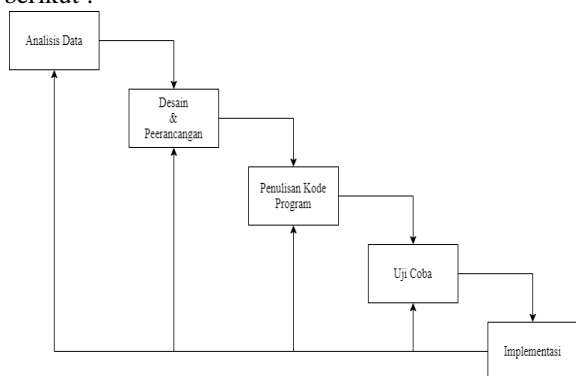 berikut :
Analisis Data
Desain
&
Peerancangan
Penulisan Kode
Program
Uji Coba
Implementasi